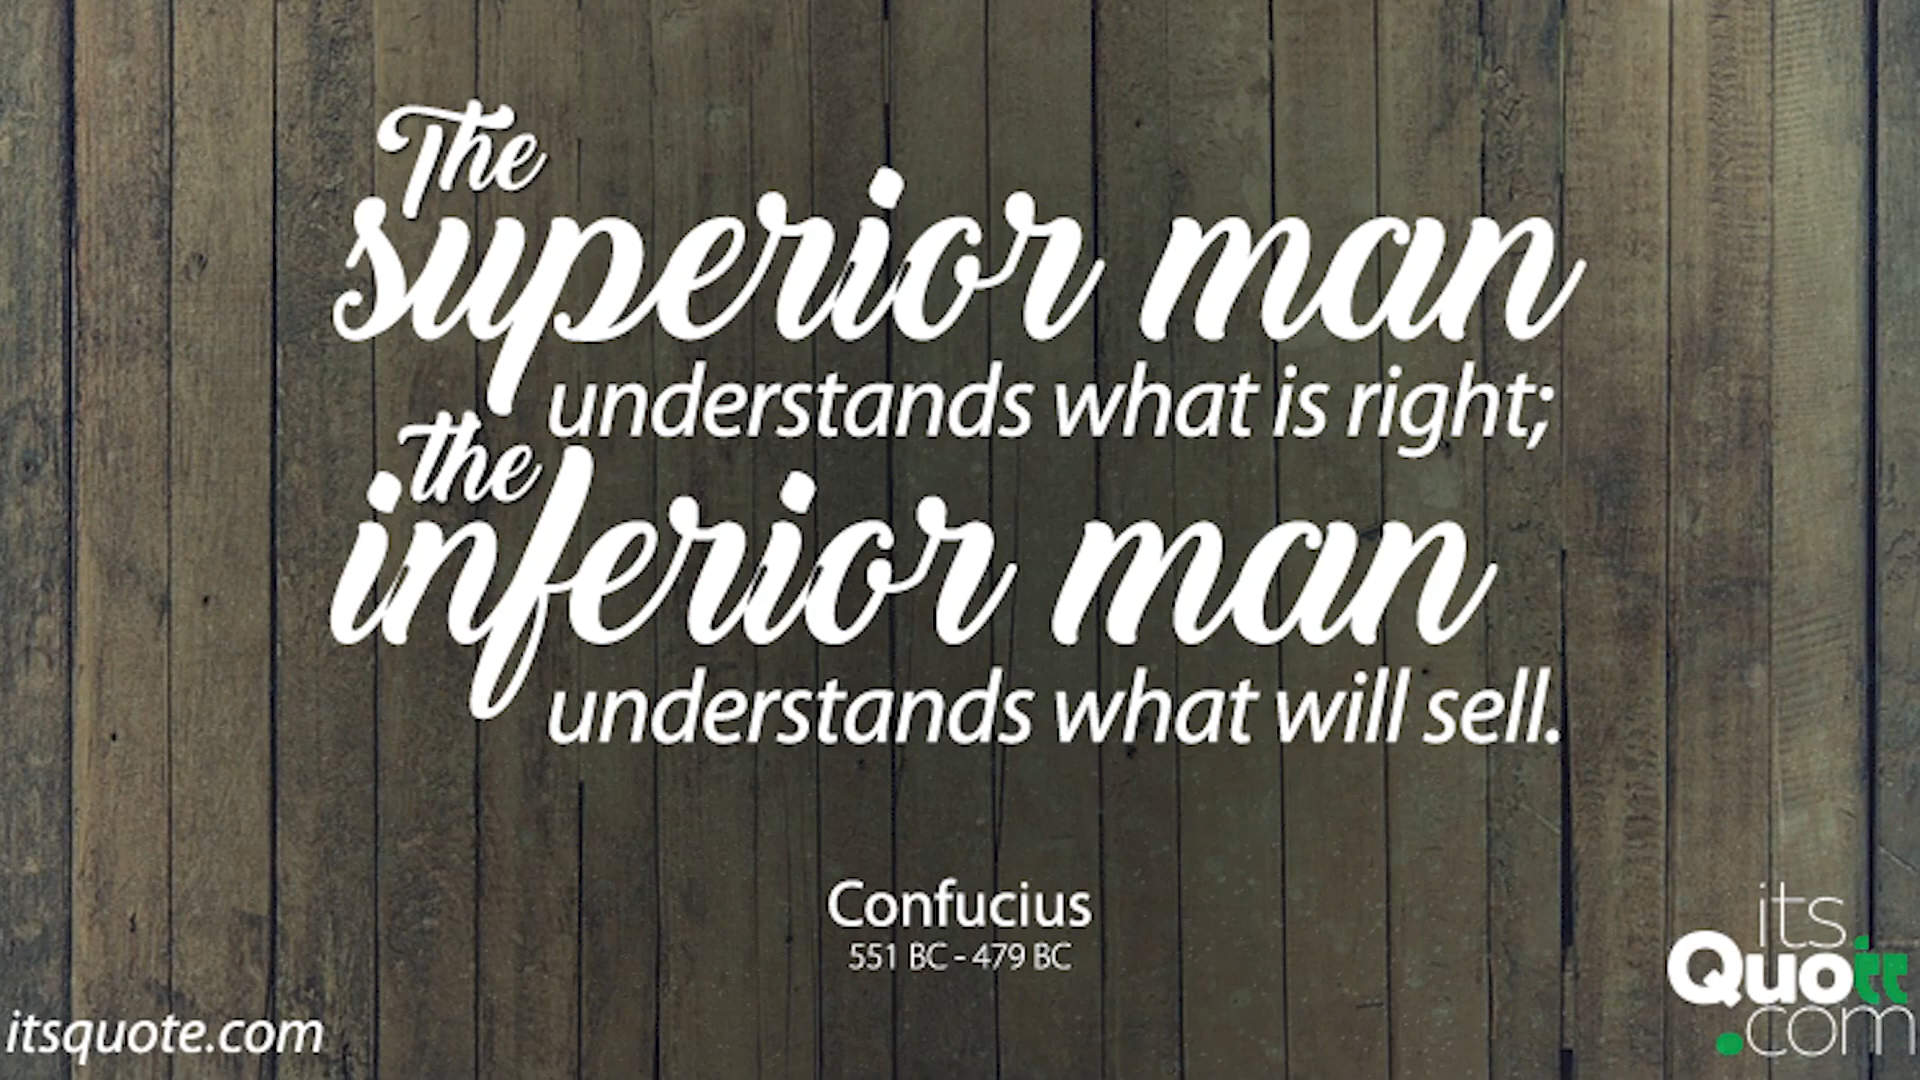 The
superior man
understands what is right;
the
inferior man
understands what will sell.
Confucius
551 BC - 479 BC
itsquote.com
its
Quott
.com